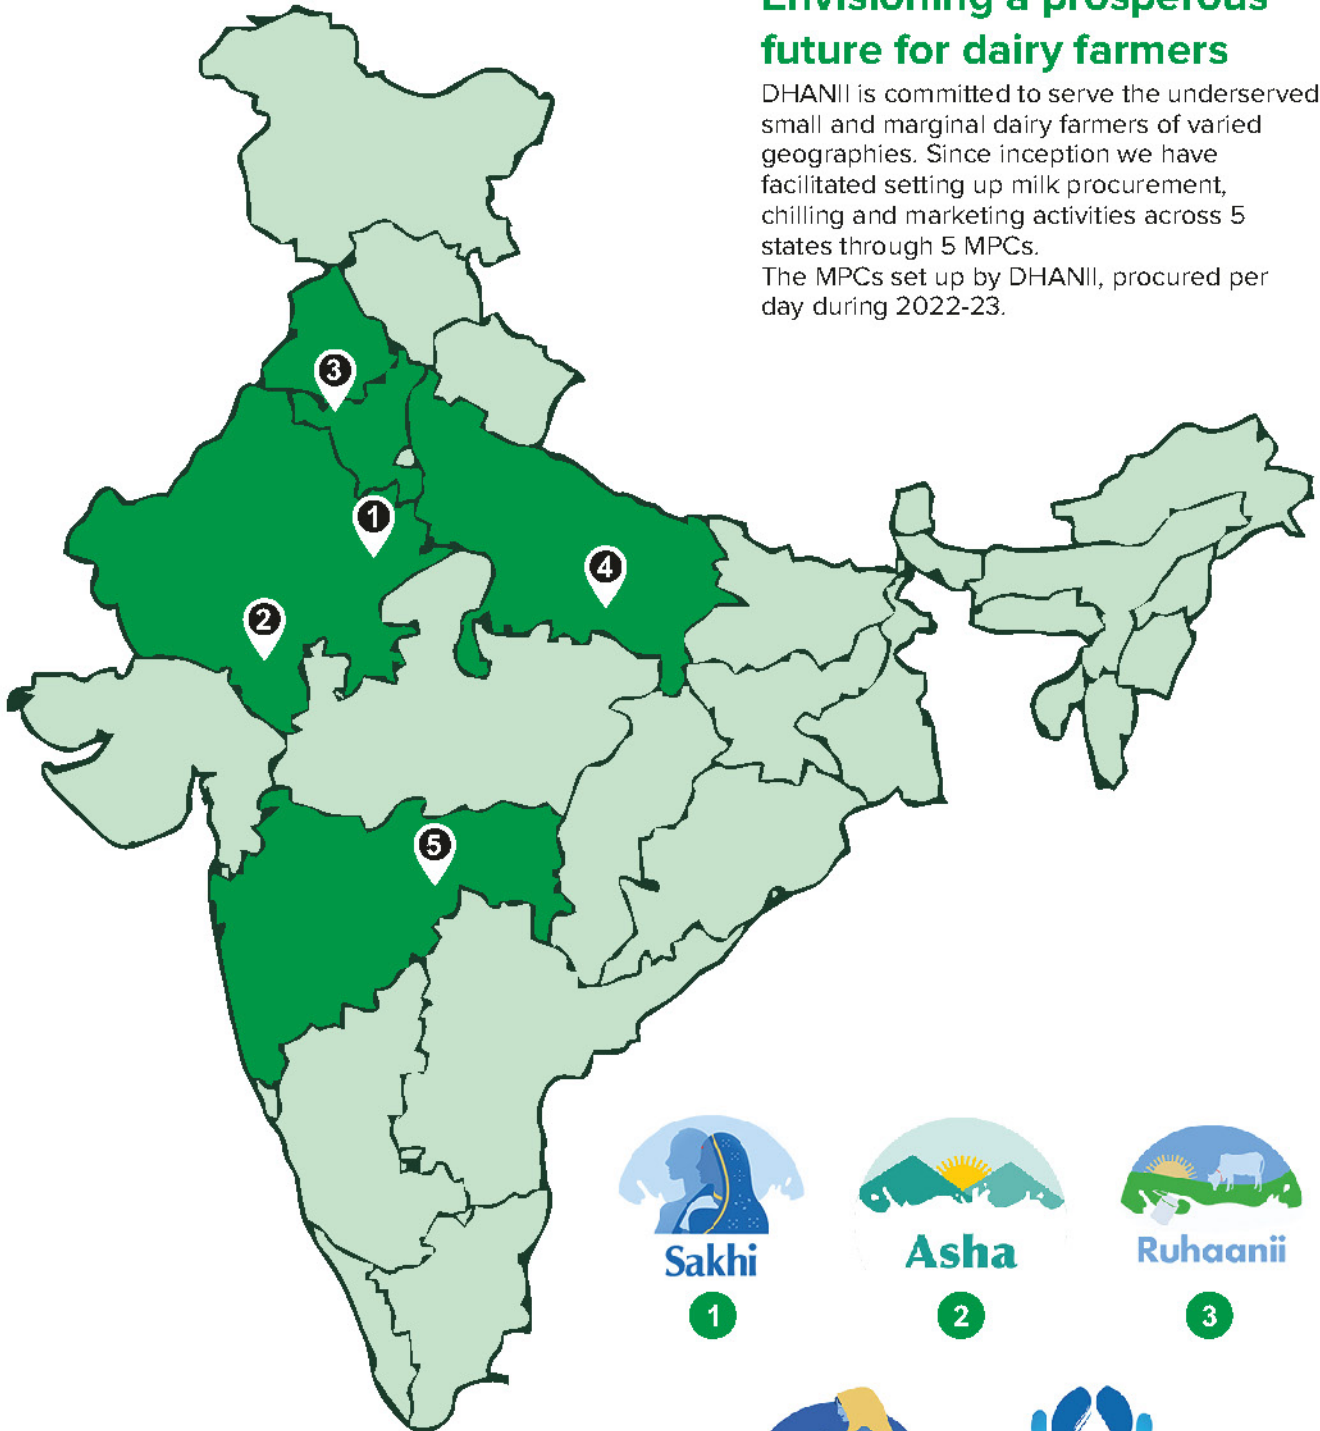 Envisioning a prosperous
future for dairy farmers
DHANII is committed to serve the underserved
small and marginal dairy farmers of varied
geographies. Since inception we have
facilitated setting up milk procurement,
chilling and marketing activities across 5
states through 5 MPCs.
The MPCs set up by DHANII, procured per
day during 2022-23.
3
1
4
2
5
Sakhi
Asha
Ruhaanii
1
2
3